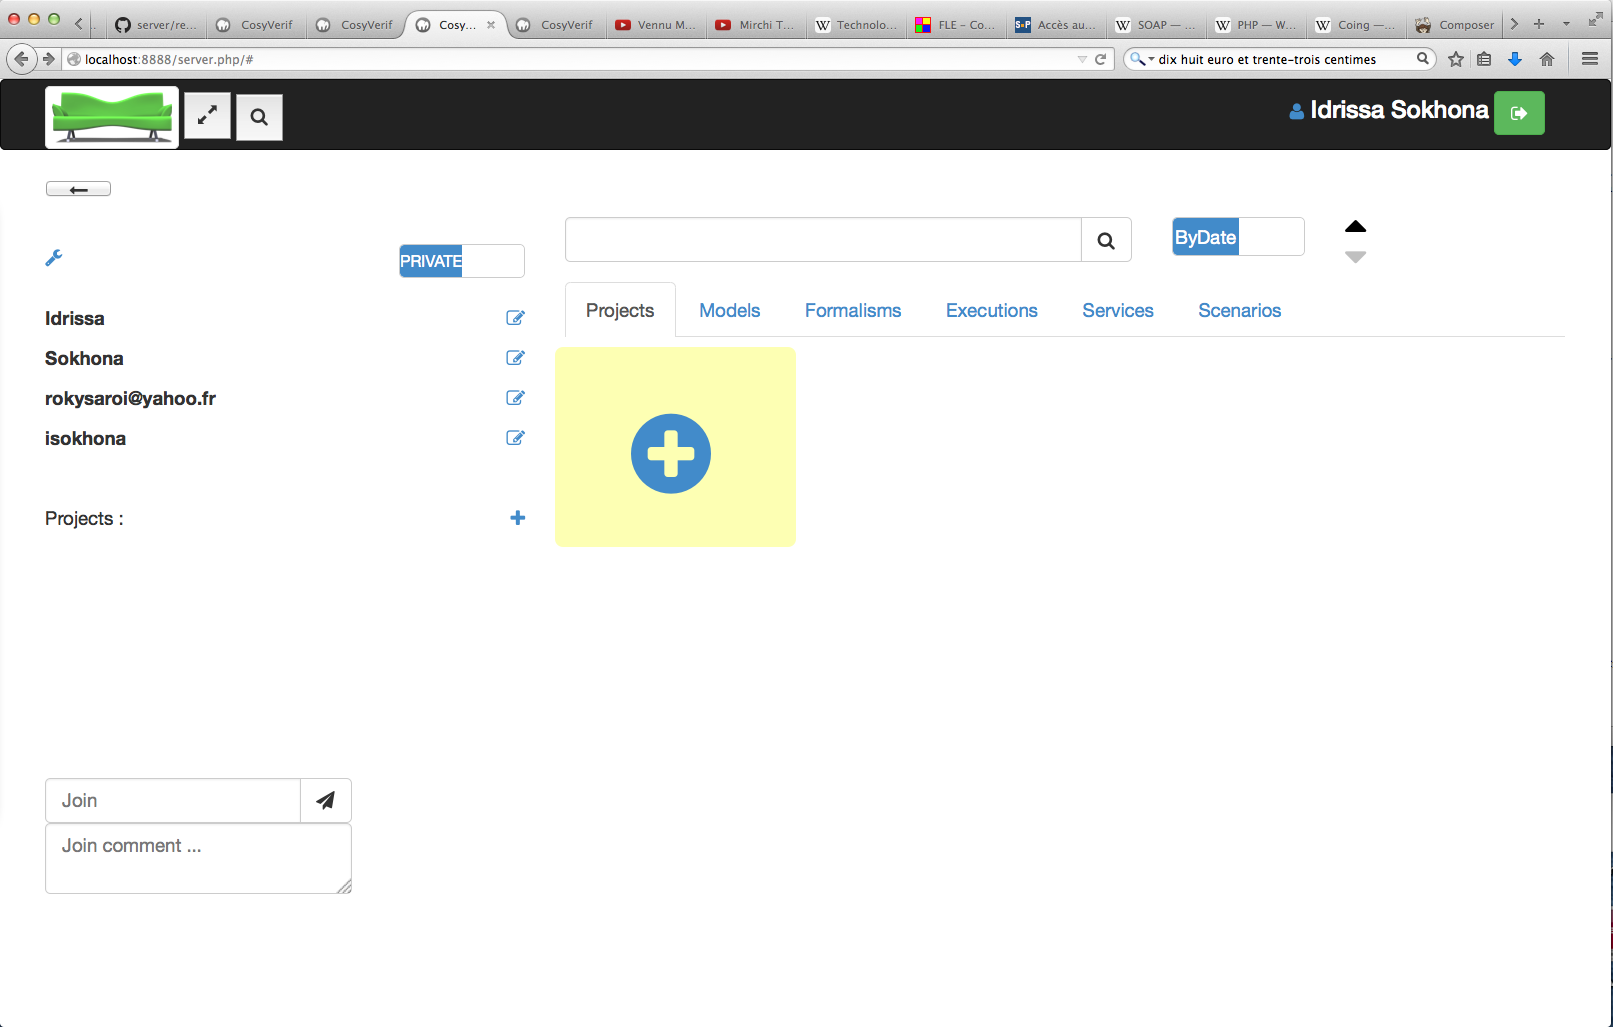 server/re...
CosyVerif
CosyVerif
Cosy...
CosyVerif
Vennu M...
Mirchi T...
Technolo...
FLE – Co...
Accès au...
SOAP — ...
PHP — W...
Coing —...
Composer
localhost:8888/server.php/#
dix huit euro et trente-trois centimes
Idrissa Sokhona
PRIVATE
ByDate
Projects
Models
Formalisms
Executions
Services
Scenarios
Idrissa
Sokhona
rokysaroi@yahoo.fr
isokhona
Projects :
Join
Join comment ...